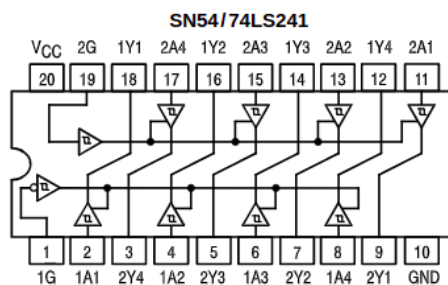 SN54/74LS241
VCC 2G 1Y1 2A4 1Y2 2A3 1Y3 2A2 1Y4 2A1
20 19 18 17 16 15 14 13 12 11
1 2 3 4 5 6 7 8 9 10
1G 1A1 2Y4 1A2 2Y3 1A3 2Y2 1A4 2Y1 GND